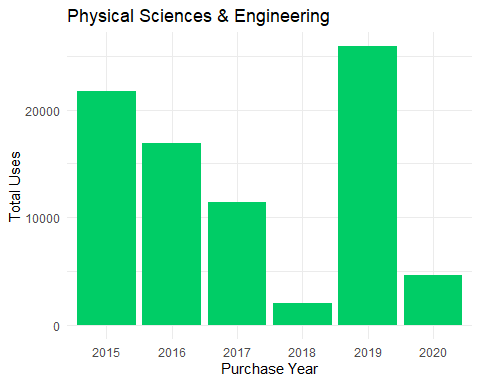 Physical Sciences & Engineering
Total Uses
20000
10000
0
2015 2016 2017 2018 2019 2020
Purchase Year